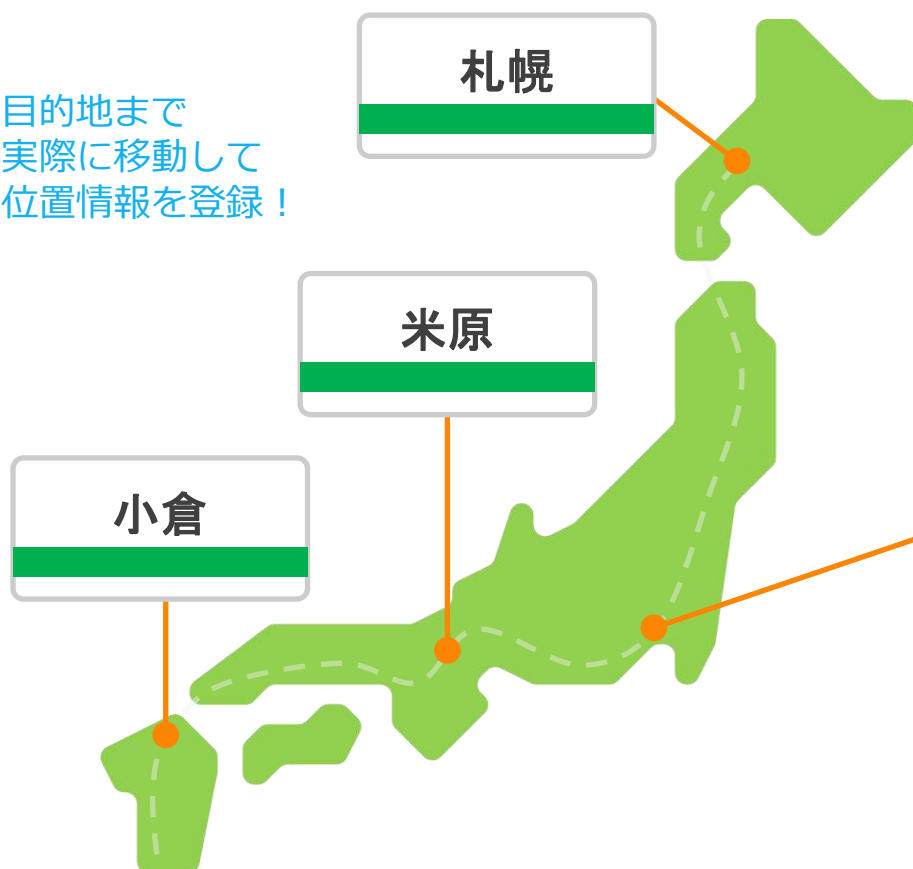 札幌
目的地まで
実際に移動して
位置情報を登録！
米原
小倉